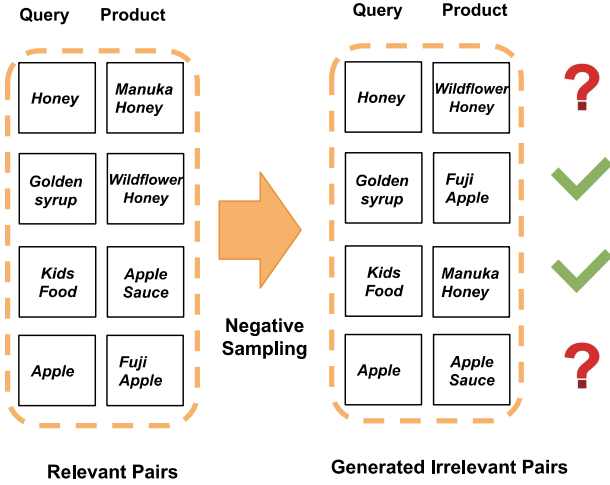 Query Product
Honey
Manuka
Honey
Golden
syrup
Wildflower
Honey
Kids
Food
Apple
Sauce
Apple
Fuji
Apple
Relevant Pairs
Negative
Sampling
Query Product
Honey
Wildflower
Honey
?
Golden
syrup
Fuji
Apple
Kids
Food
Manuka
Honey
Apple
Apple
Sauce
?
Generated Irrelevant Pairs